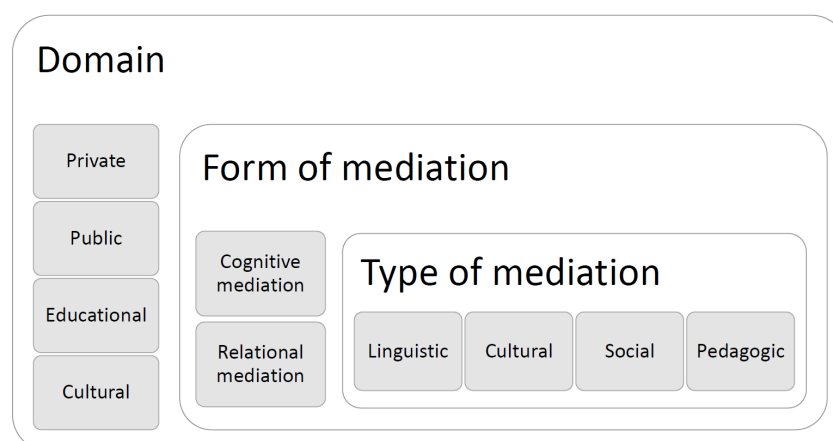 Domain
Private
Public
Educational
Cultural
Form of mediation
Cognitive
mediation
Relational
mediation
Type of mediation
Linguistic
Cultural
Social
Pedagogic